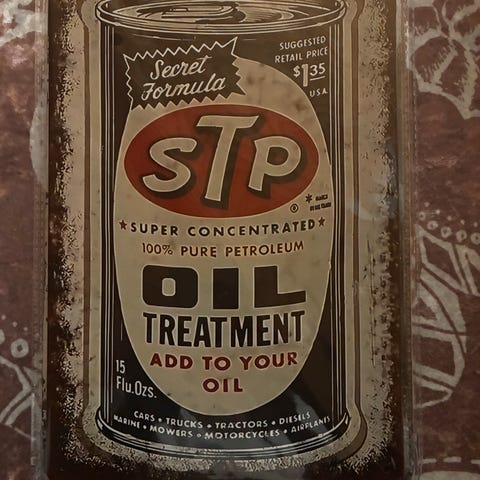 Secret
Formula
SUGGESTED
RETAIL PRICE
$1.35
U.S.A.
STP
®
*
★SUPER CONCENTRATED★
100% PURE PETROLEUM
OIL
TREATMENT
ADD TO YOUR
OIL
15
Flu.Ozs.
CARS • TRUCKS • TRACTORS • DIESELS
MARINE • MOWERS • MOTORCYCLES • AIRPLANES